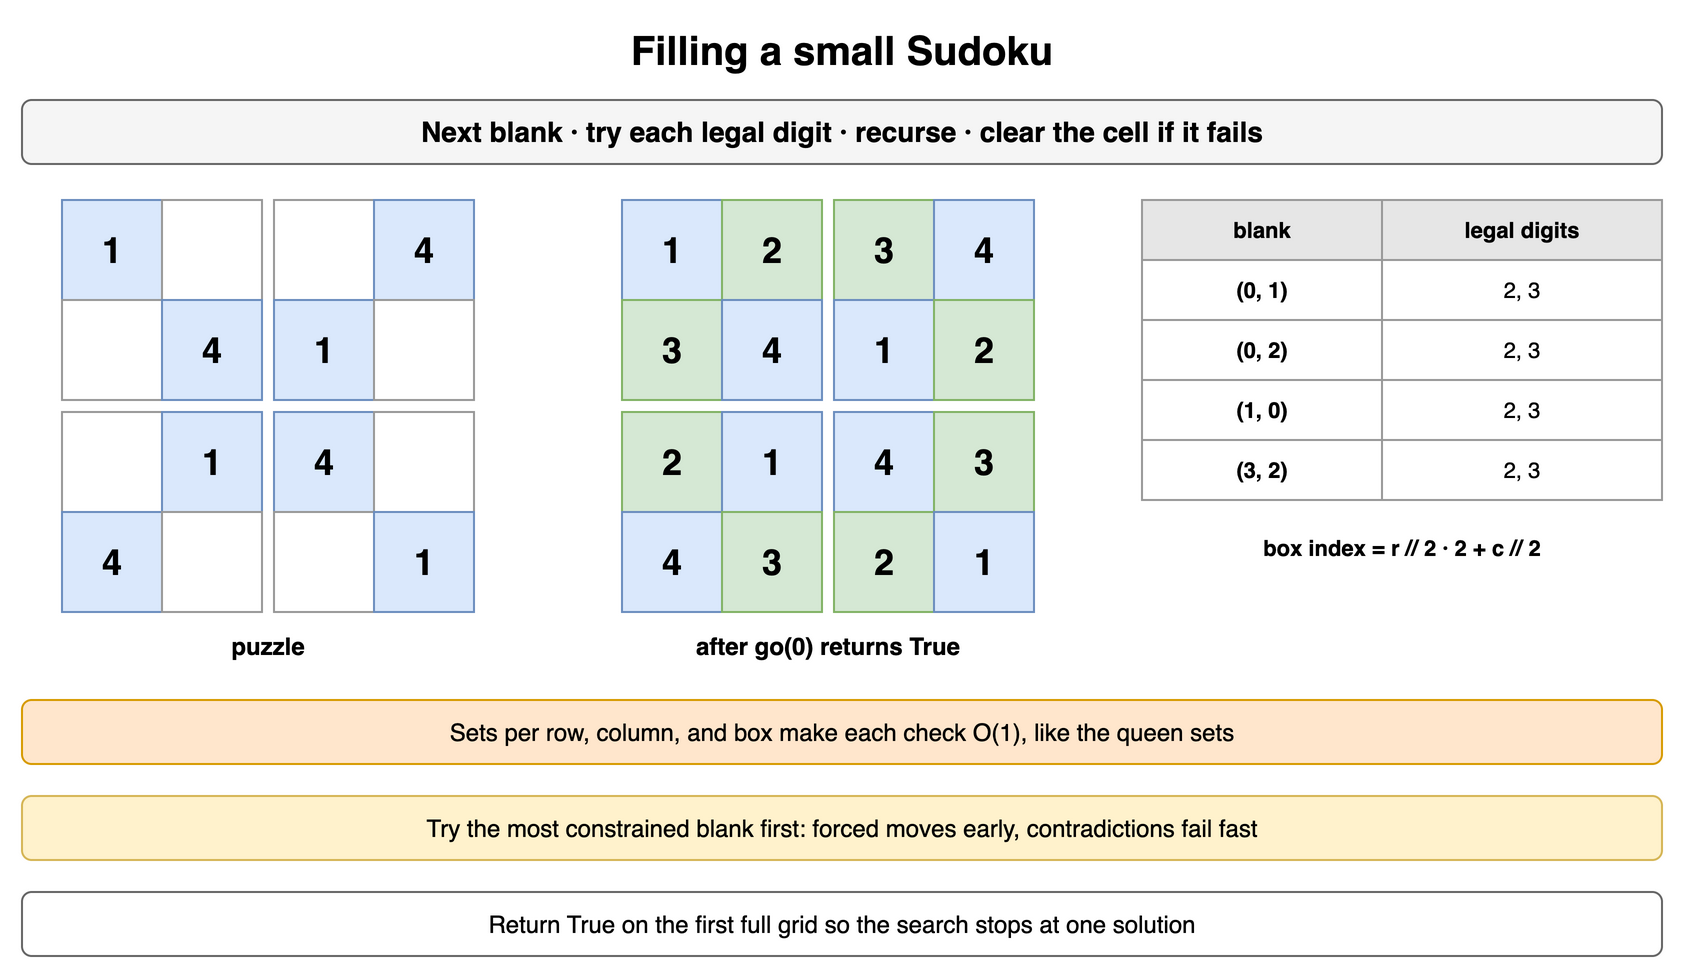 Filling a small Sudoku
Next blank · try each legal digit · recurse · clear the cell if it fails
1 4
4 1
1 4
4 1
puzzle
1 2 3 4
3 4 1 2
2 1 4 3
4 3 2 1
after go(0) returns True
blank legal digits
(0, 1) 2, 3
(0, 2) 2, 3
(1, 0) 2, 3
(3, 2) 2, 3
box index = r // 2 · 2 + c // 2
Sets per row, column, and box make each check O(1), like the queen sets
Try the most constrained blank first: forced moves early, contradictions fail fast
Return True on the first full grid so the search stops at one solution